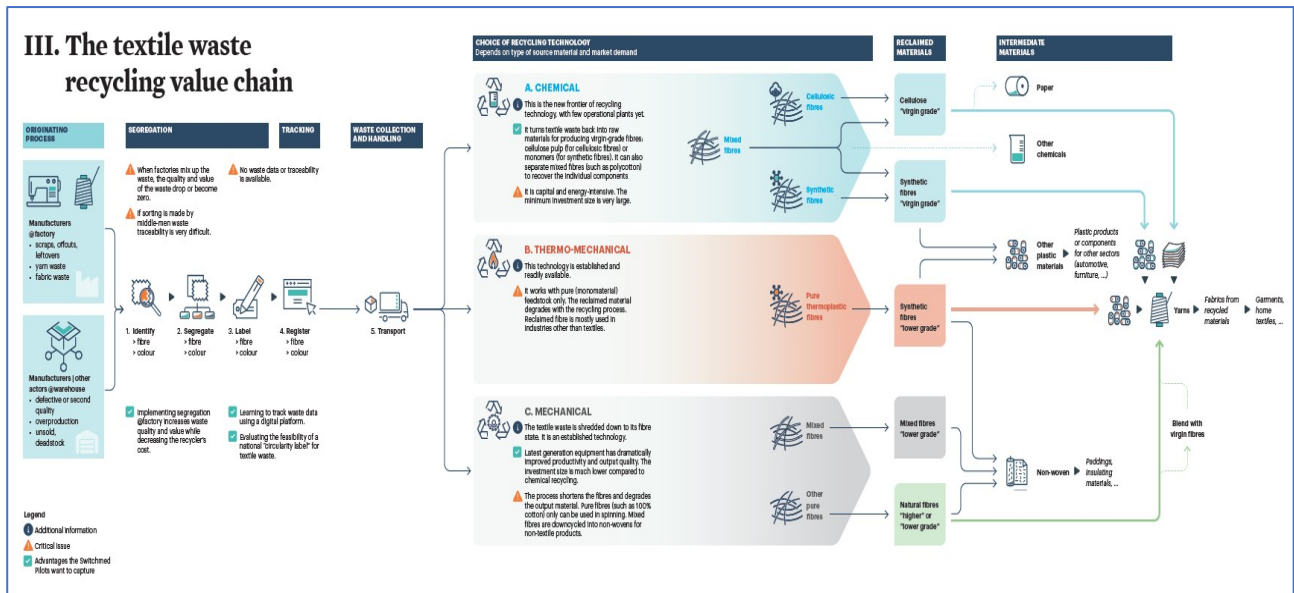 III. The textile waste
recycling value chain
ORIGINATING
PROCESS
SEGREGATION
TRACKING
WASTE COLLECTION
AND HANDLING
CHOICE OF RECYCLING TECHNOLOGY
Depends on type of source material and market demand
RECLAIMED
MATERIALS
INTERMEDIATE
MATERIALS
Manufacturers
@factory
• scraps, offcuts,
leftovers
• yarn waste
• fabric waste
Manufacturers | other
actors @warehouse
• defective or second
quality
• overproduction
• unsold,
deadstock
When factories mix up the
waste, the quality and value
of the waste drop or become
zero.
If sorting is made by
middle-men waste
traceability is very difficult.
No waste data or traceability
is available.
1. Identify
> fibre
> colour
2. Segregate
> fibre
> colour
3. Label
> fibre
> colour
4. Register
> fibre
> colour
5. Transport
Implementing segregation
@factory increases waste
quality and value while
decreasing the recycler's
cost.
Learning to track waste data
using a digital platform.
Evaluating the feasibility of a
national "circularity label" for
textile waste.
A. CHEMICAL
This is the new frontier of recycling
technology, with few operational plants yet.
It turns textile waste back into raw
materials for producing virgin-grade fibres:
cellulose pulp (for cellulosic fibres) or
monomers (for synthetic fibres). It can also
separate mixed fibres (such as polycotton)
to recover the individual components
It is capital and energy-intensive. The
minimum investment size is very large.
Mixed
fibres
Cellulosic
fibres
Synthetic
fibres
B. THERMO-MECHANICAL
This technology is established and
readily available.
It works with pure (monomaterial)
feedstock only. The reclaimed material
degrades with the recycling process.
Reclaimed fibre is mostly used in
industries other than textiles.
Pure
thermoplastic
fibres
C. MECHANICAL
The textile waste is shredded down to its fibre
state. It is an established technology.
Latest generation equipment has dramatically
improved productivity and output quality. The
investment size is much lower compared to
chemical recycling.
The process shortens the fibres and degrades
the output material. Pure fibres (such as 100%
cotton) only can be used in spinning. Mixed
fibres are downcycled into non-wovens for
non-textile products.
Mixed
fibres
Other
pure
fibres
Cellulose
"virgin grade"
Synthetic
fibres
"virgin grade"
Synthetic
fibres
"lower grade"
Mixed fibres
"lower grade"
Natural fibres
"higher" or
"lower grade"
Paper
Other
chemicals
Other
plastic
materials
Plastic products
or components
for other sectors
(automotive,
furniture, ...)
Yarns
Fabrics from
recycled
materials
Garments,
home
textiles, ...
Blend with
virgin fibres
Non-woven
Paddings,
insulating
materials, ...
Legend
Additional information
Critical issue
Advantages the Switchmed
Pilots want to capture